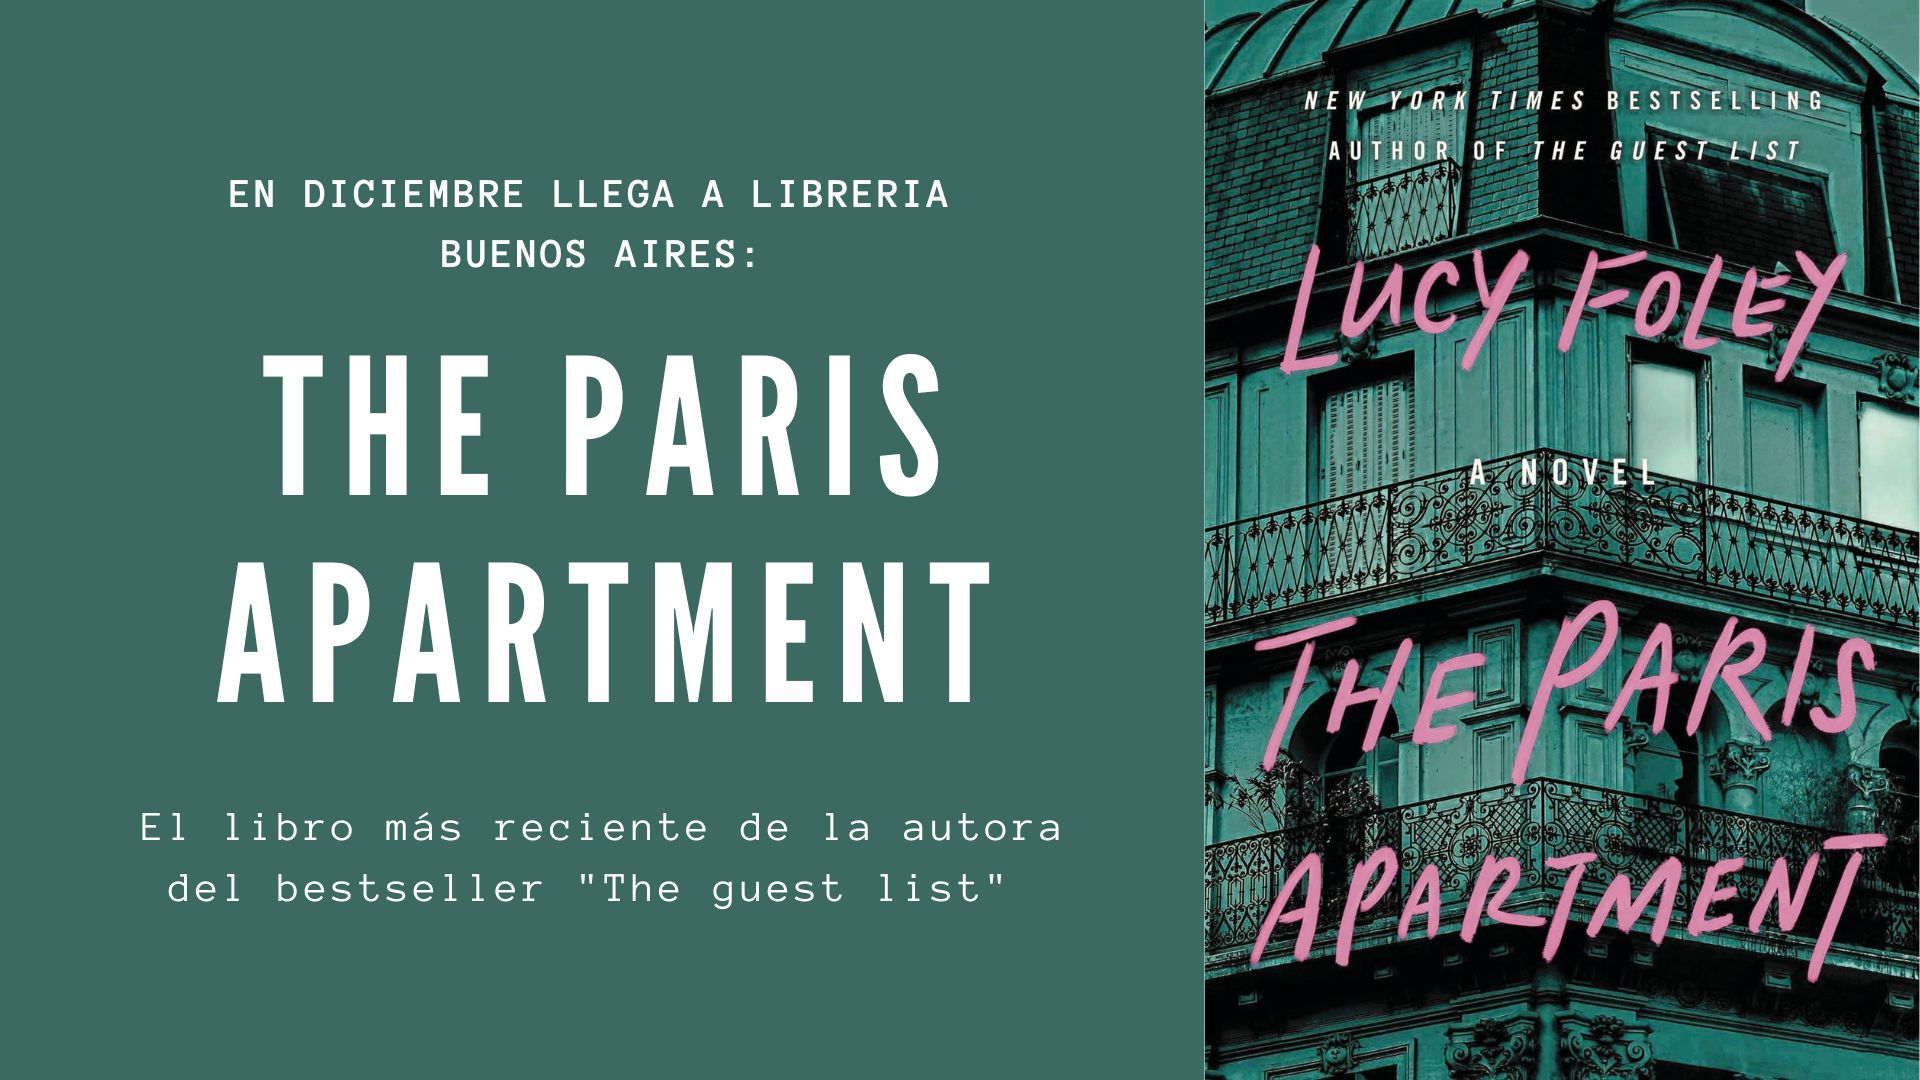 EN DICIEMBRE LLEGA A LIBRERIA
BUENOS AIRES:
THE PARIS
APARTMENT
El libro más reciente de la autora
del bestseller "The guest list"
NEW YORK TIMES BESTSELLING
AUTHOR OF THE GUEST LIST
LUCY FOLEY
A NOVEL
THE PARIS
APARTMENT